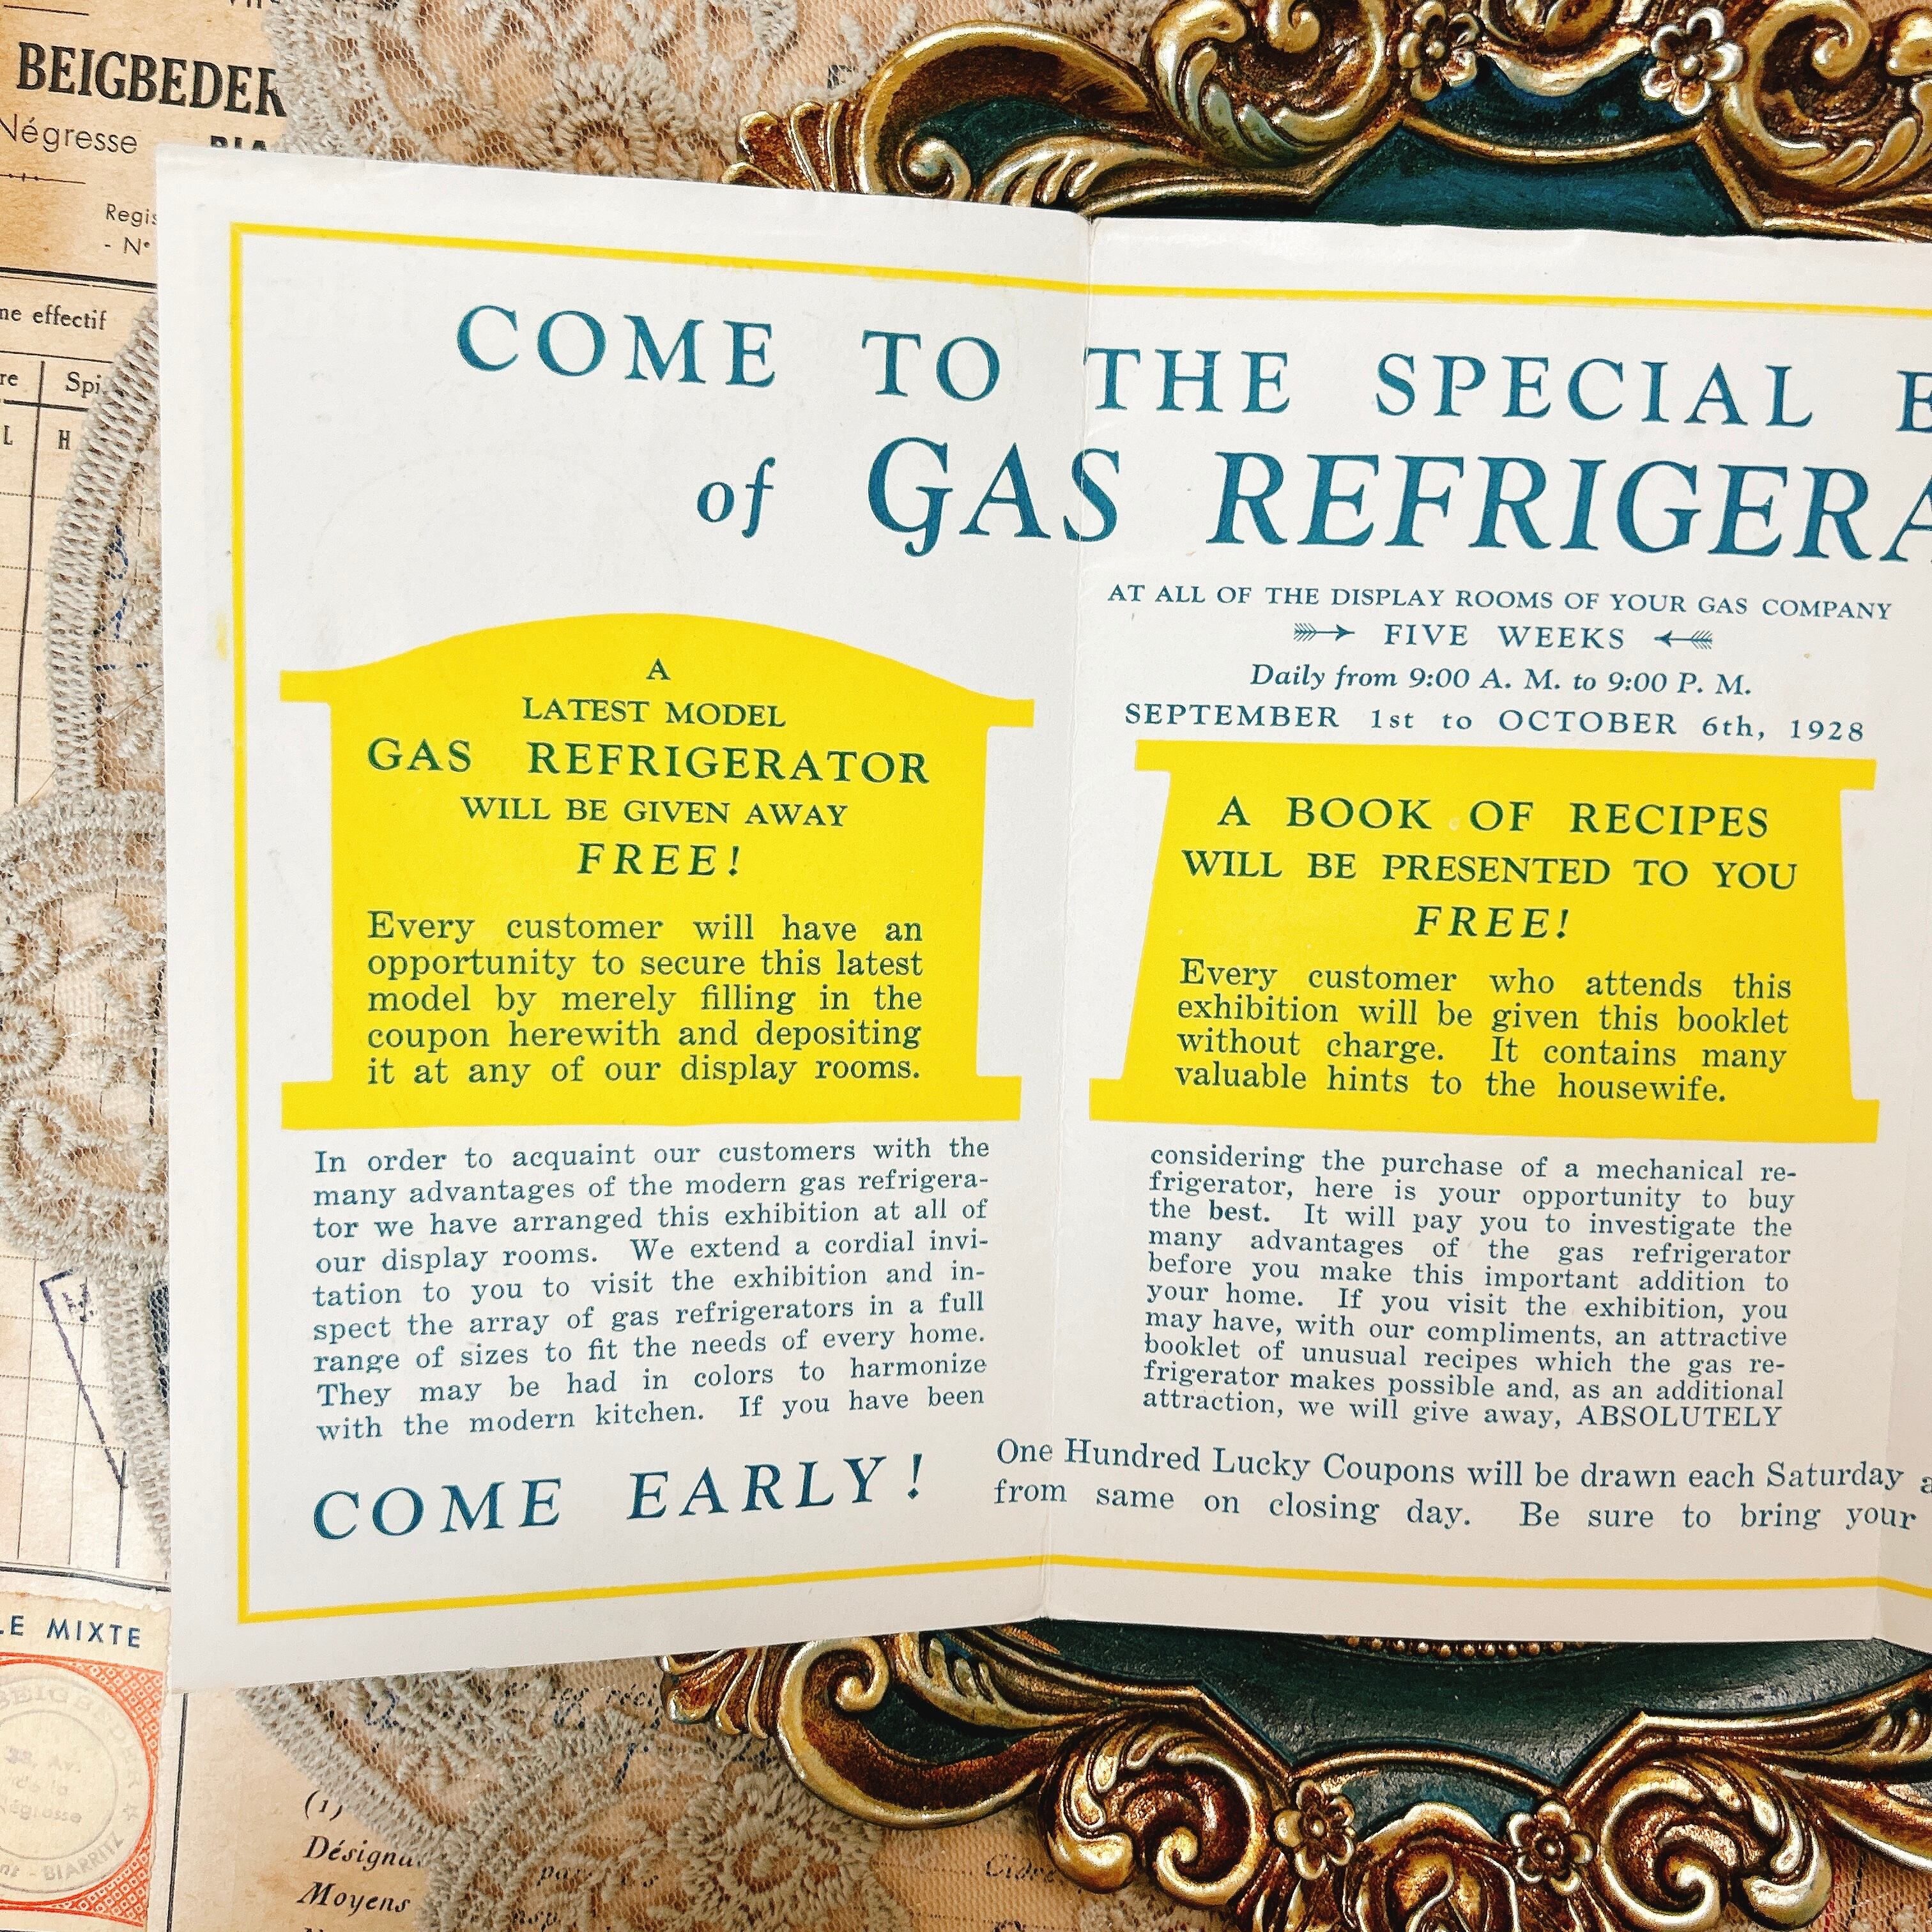 BEIGBEDER
Négresse
COME TO THE SPECIAL
of GAS REFRIGERA
AT ALL OF THE DISPLAY ROOMS OF YOUR GAS COMPANY
FIVE WEEKS
Daily from 9:00 A. M. to 9:00 P. M.
SEPTEMBER 1st to OCTOBER 6th, 1928
A
LATEST MODEL
GAS REFRIGERATOR
WILL BE GIVEN AWAY
FREE!
Every customer will have an
opportunity to secure this latest
model by merely filling in the
coupon herewith and depositing
it at any of our display rooms.
In order to acquaint our customers with the
many advantages of the modern gas refrigera-
tor we have arranged this exhibition at all of
our display rooms. We extend a cordial invi-
tation to you to visit the exhibition and in-
spect the array of gas refrigerators in a full
range of sizes to fit the needs of every home.
They may be had in colors to harmonize
with the modern kitchen. If you have been
A BOOK OF RECIPES
WILL BE PRESENTED TO YOU
FREE!
Every customer who attends this
exhibition will be given this booklet
without charge. It contains many
valuable hints to the housewife.
considering the purchase of a mechanical re-
frigerator, here is your opportunity to buy
the best. It will pay you to investigate the
many advantages of the gas refrigerator
before you make this important addition to
your home. If you visit the exhibition, you
may have, with our compliments, an attractive
booklet of unusual recipes which the gas re-
frigerator makes possible and, as an additional
attraction, we will give away, ABSOLUTELY
COME EARLY!
One Hundred Lucky Coupons will be drawn each Saturday
from same on closing day. Be sure to bring your
effectif
LE MIXTE
BIARRITZ
(1)
Moyens